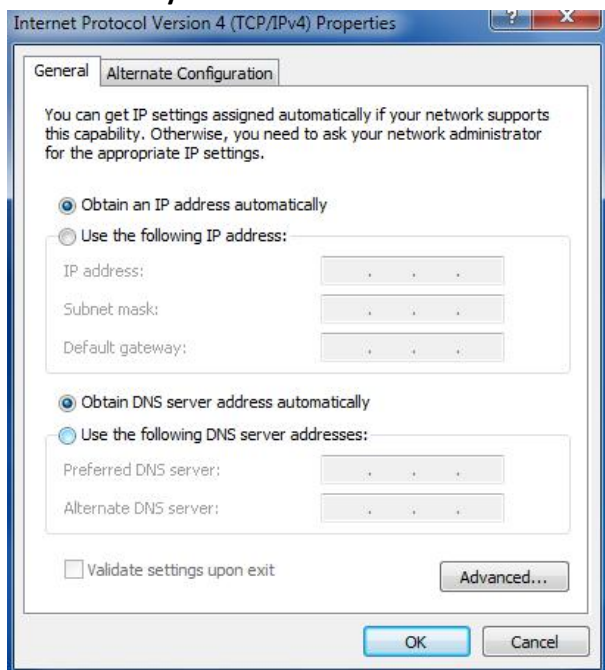 Internet Protocol Version 4 (TCP/IPv4) Properties
General
Alternate Configuration
You can get IP settings assigned automatically if your network supports
this capability. Otherwise, you need to ask your network administrator
for the appropriate IP settings.
Obtain an IP address automatically
Use the following IP address:
IP address:
Subnet mask:
Default gateway:
Obtain DNS server address automatically
Use the following DNS server addresses:
Preferred DNS server:
Alternate DNS server:
Validate settings upon exit
Advanced...
OK
Cancel